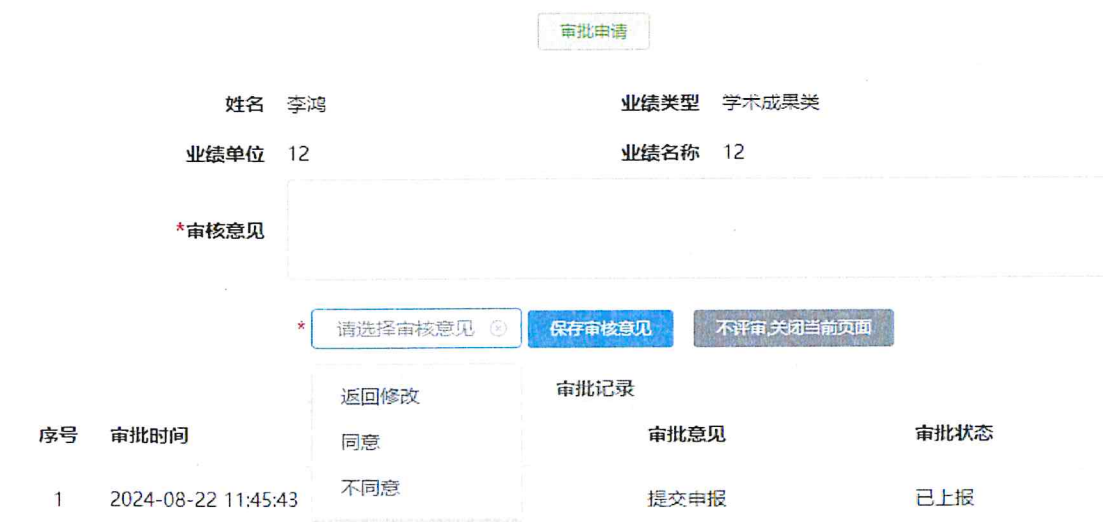 审批申请
姓名 李鸿 业绩类型 学术成果类
业绩单位 12 业绩名称 12
*审核意见
* 请选择审核意见 保存审核意见 不评审,关闭当前页面
返回修改 审批记录
序号 审批时间 同意 审批意见 审批状态
1 2024-08-22 11:45:43 不同意 提交申报 已上报